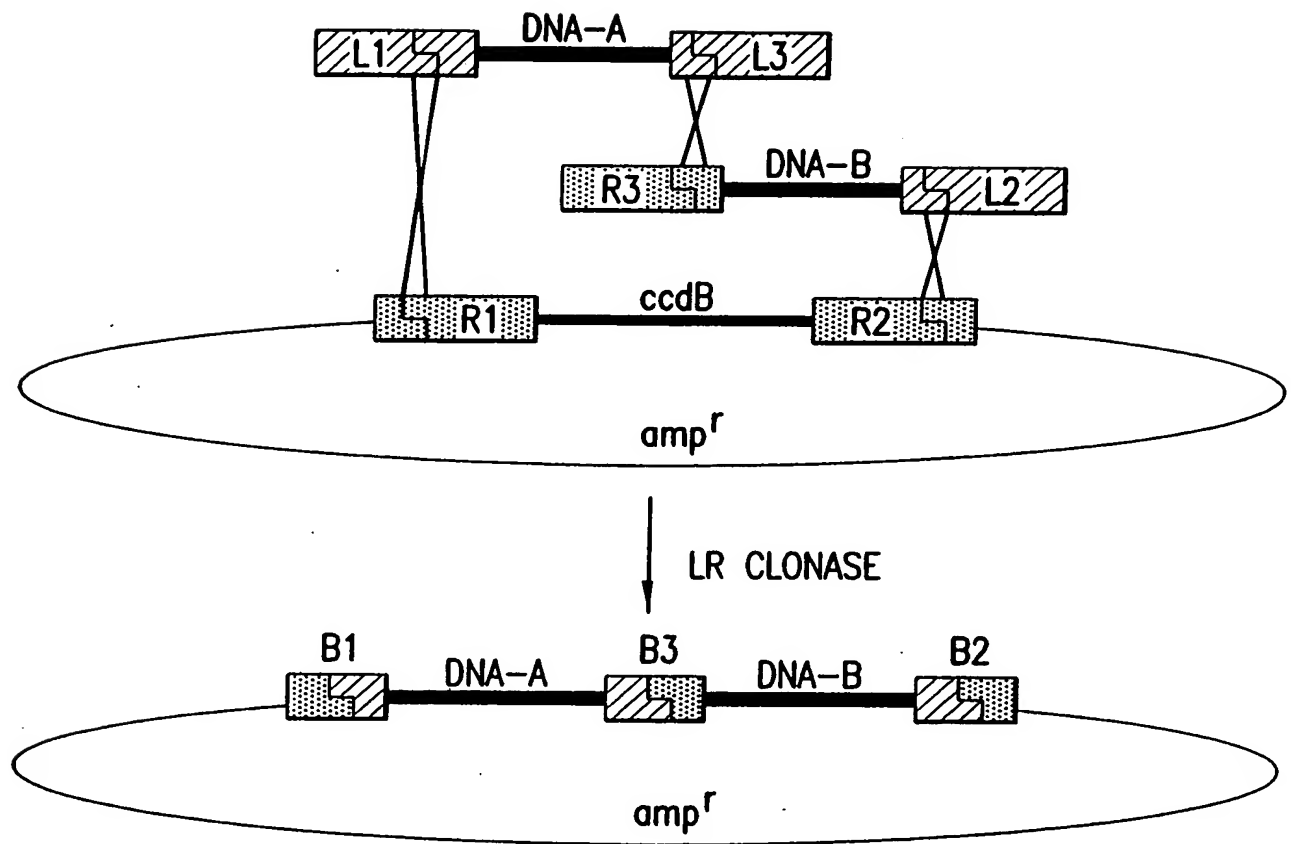 DNA-A
L1
L3
DNA-B
R3
L2
ccdB
R1
R2
amp^r
LR CLONASE
B1
B3
B2
DNA-A
DNA-B
amp^r